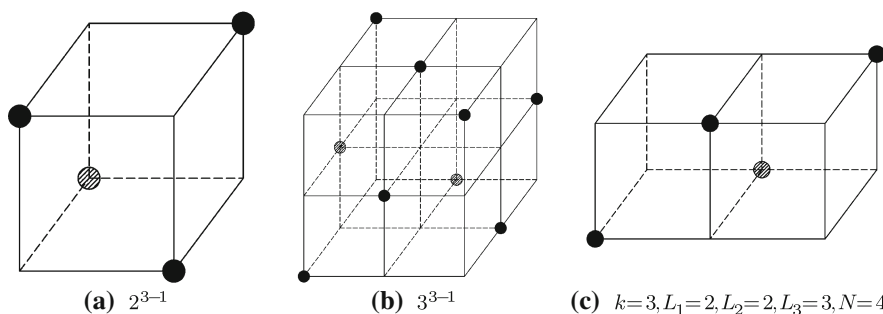 (a) 2^{3-1}
(b) 3^{3-1}
(c) k=3, L_1=2, L_2=2, L_3=3, N=4